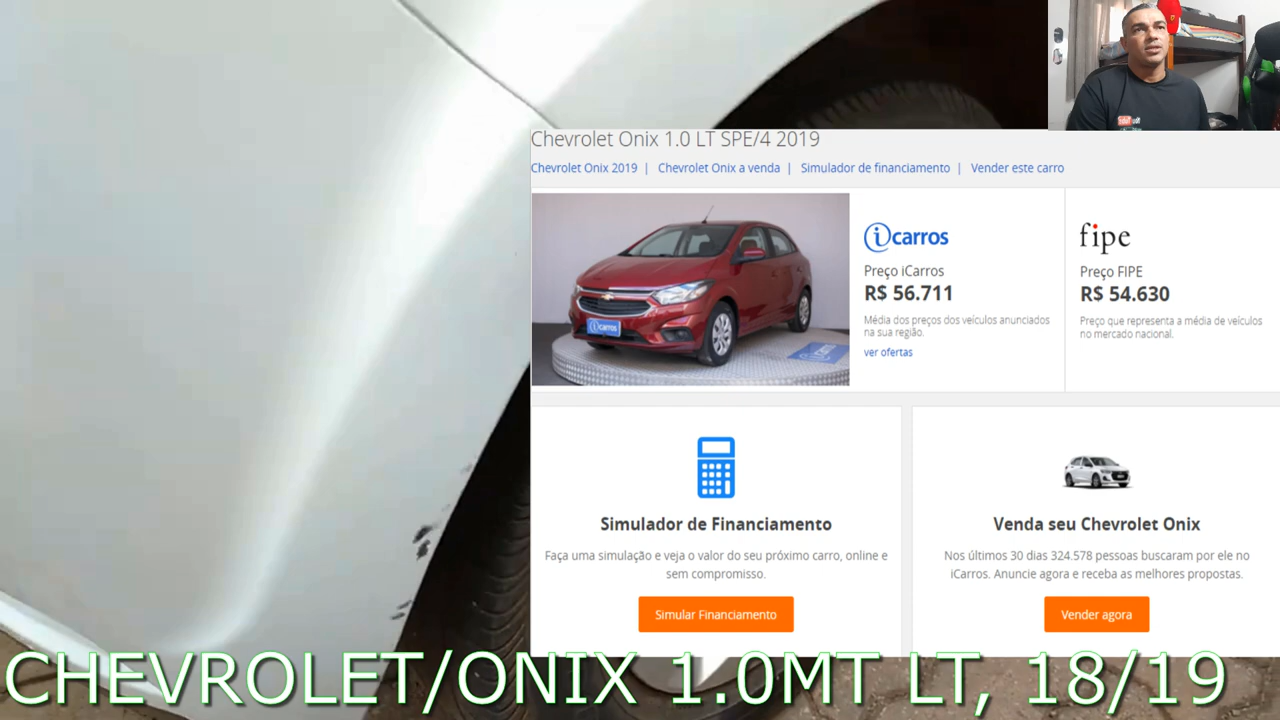 Chevrolet Onix 1.0 LT SPE/4 2019
Chevrolet Onix 2019 | Chevrolet Onix a venda | Simulador de financiamento | Vender este carro
icarros
Preço iCarros
R$ 56.711
Média dos preços dos veículos anunciados
na sua região.
ver ofertas
fipe
Preço FIPE
R$ 54.630
Preço que representa a média de veículos
no mercado nacional.
icarros
Simulador de Financiamento
Faça uma simulação e veja o valor do seu próximo carro, online e
sem compromisso.
Simular Financiamento
Venda seu Chevrolet Onix
Nos últimos 30 dias 324.578 pessoas buscaram por ele no
iCarros. Anuncie agora e receba as melhores propostas.
Vender agora
CHEVROLET/ONIX 1.0MT LT, 18/19